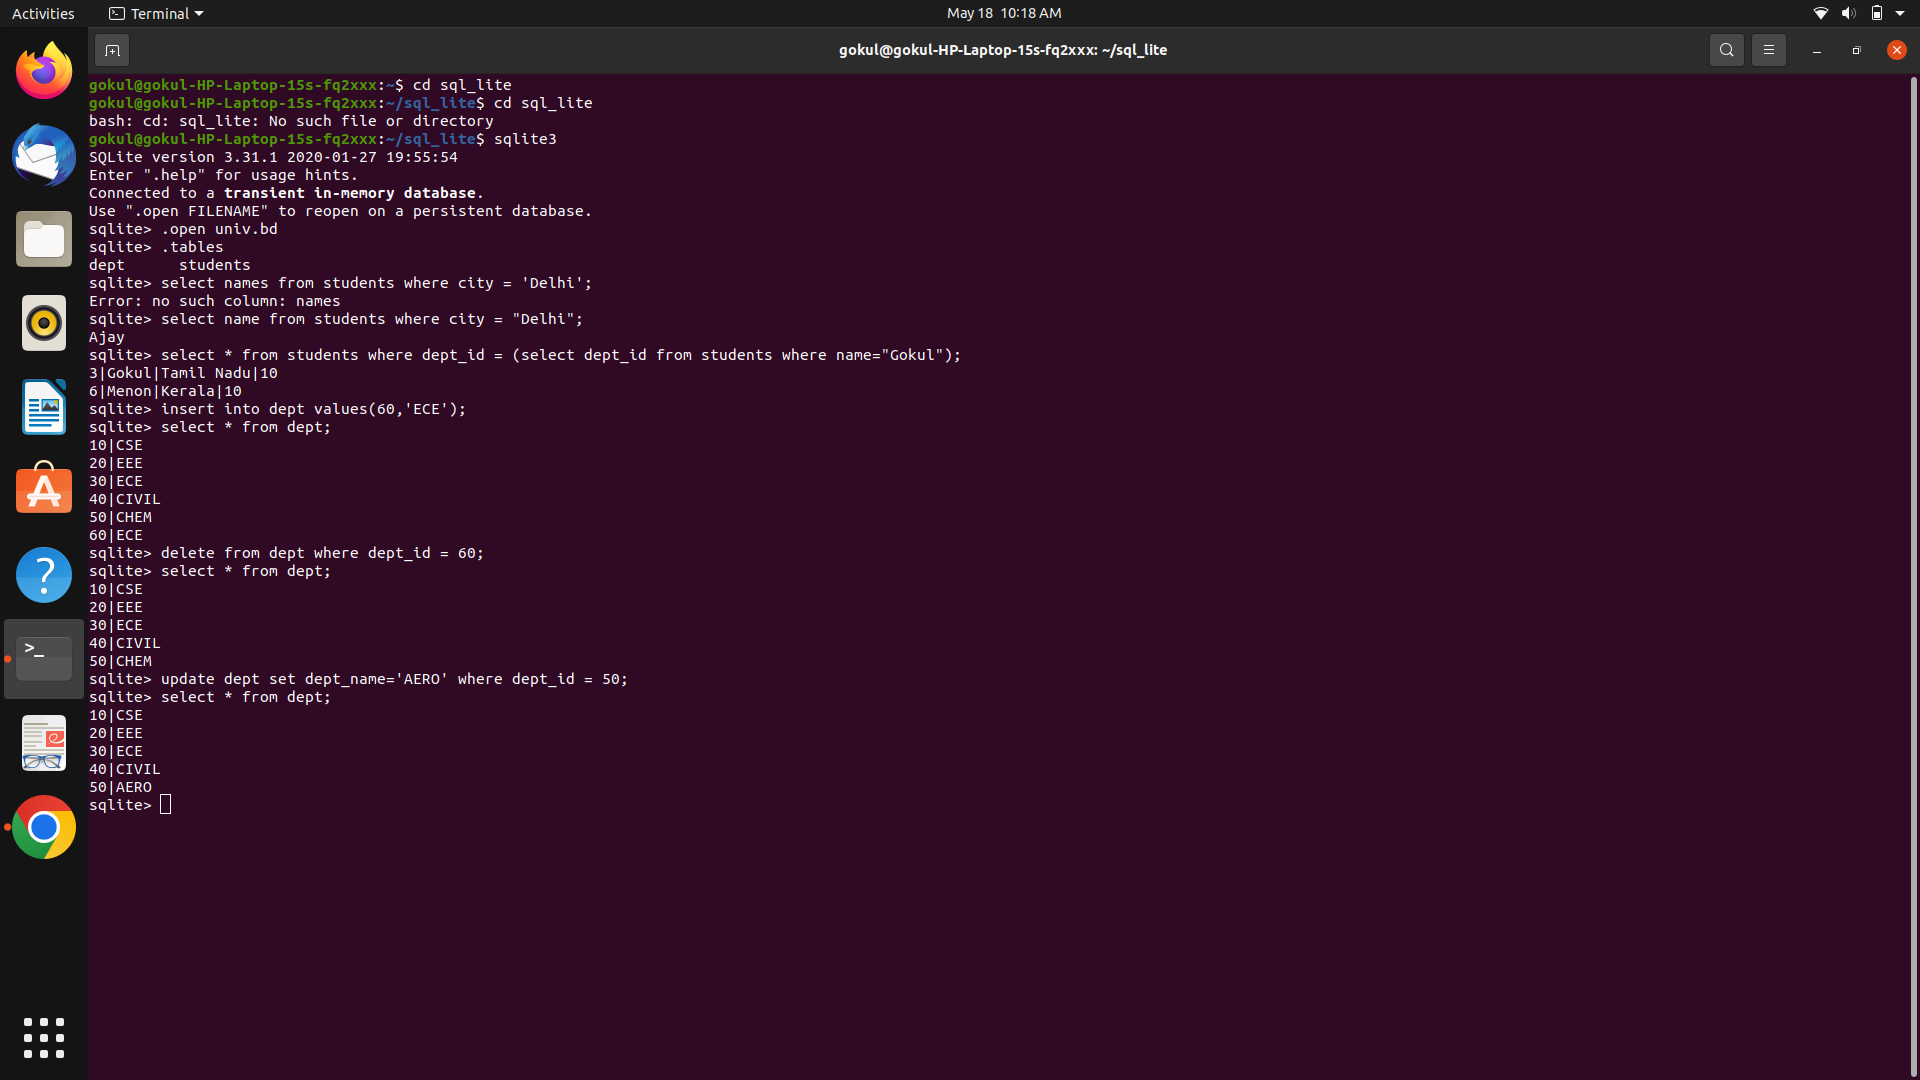 Activities
Terminal
May 18 10:18 AM
gokul@gokul-HP-Laptop-15s-fq2xxx: ~/sql_lite
gokul@gokul-HP-Laptop-15s-fq2xxx:~$ cd sql_lite
gokul@gokul-HP-Laptop-15s-fq2xxx:~/sql_lite$ cd sql_lite
bash: cd: sql_lite: No such file or directory
gokul@gokul-HP-Laptop-15s-fq2xxx:~/sql_lite$ sqlite3
SQLite version 3.31.1 2020-01-27 19:55:54
Enter ".help" for usage hints.
Connected to a transient in-memory database.
Use ".open FILENAME" to reopen on a persistent database.
sqlite> .open univ.bd
sqlite> .tables
dept      students
sqlite> select names from students where city = 'Delhi';
Error: no such column: names
sqlite> select name from students where city = "Delhi";
Ajay
sqlite> select * from students where dept_id = (select dept_id from students where name="Gokul");
3|Gokul|Tamil Nadu|10
6|Menon|Kerala|10
sqlite> insert into dept values(60,'ECE');
sqlite> select * from dept;
10|CSE
20|EEE
30|ECE
40|CIVIL
50|CHEM
60|ECE
sqlite> delete from dept where dept_id = 60;
sqlite> select * from dept;
10|CSE
20|EEE
30|ECE
40|CIVIL
50|CHEM
sqlite> update dept set dept_name='AERO' where dept_id = 50;
sqlite> select * from dept;
10|CSE
20|EEE
30|ECE
40|CIVIL
50|AERO
sqlite>